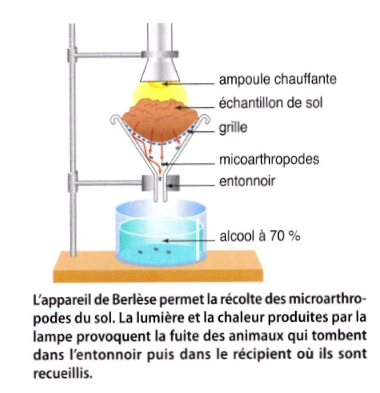 ampoule chauffante
échantillon de sol
grille
micoarthropodes
entonnoir
alcool à 70 %
L'appareil de Berlèse permet la récolte des microarthro-
podes du sol. La lumière et la chaleur produites par la
lampe provoquent la fuite des animaux qui tombent
dans l'entonnoir puis dans le récipient où ils sont
recueillis.